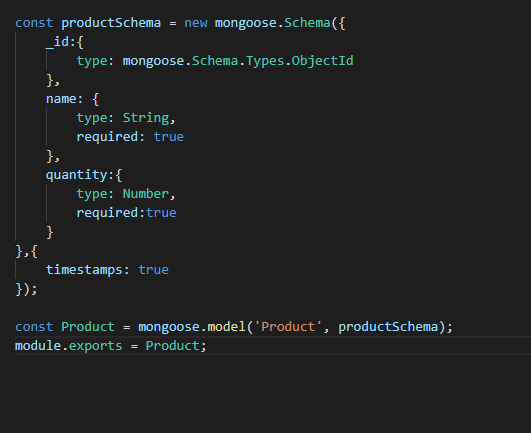 const productSchema = new mongoose.Schema({
    _id:{
        type: mongoose.Schema.Types.ObjectId
    },
    name: {
        type: String,
        required: true
    },
    quantity:{
        type: Number,
        required:true
    }
},{
    timestamps: true
});
const Product = mongoose.model('Product', productSchema);
module.exports = Product;